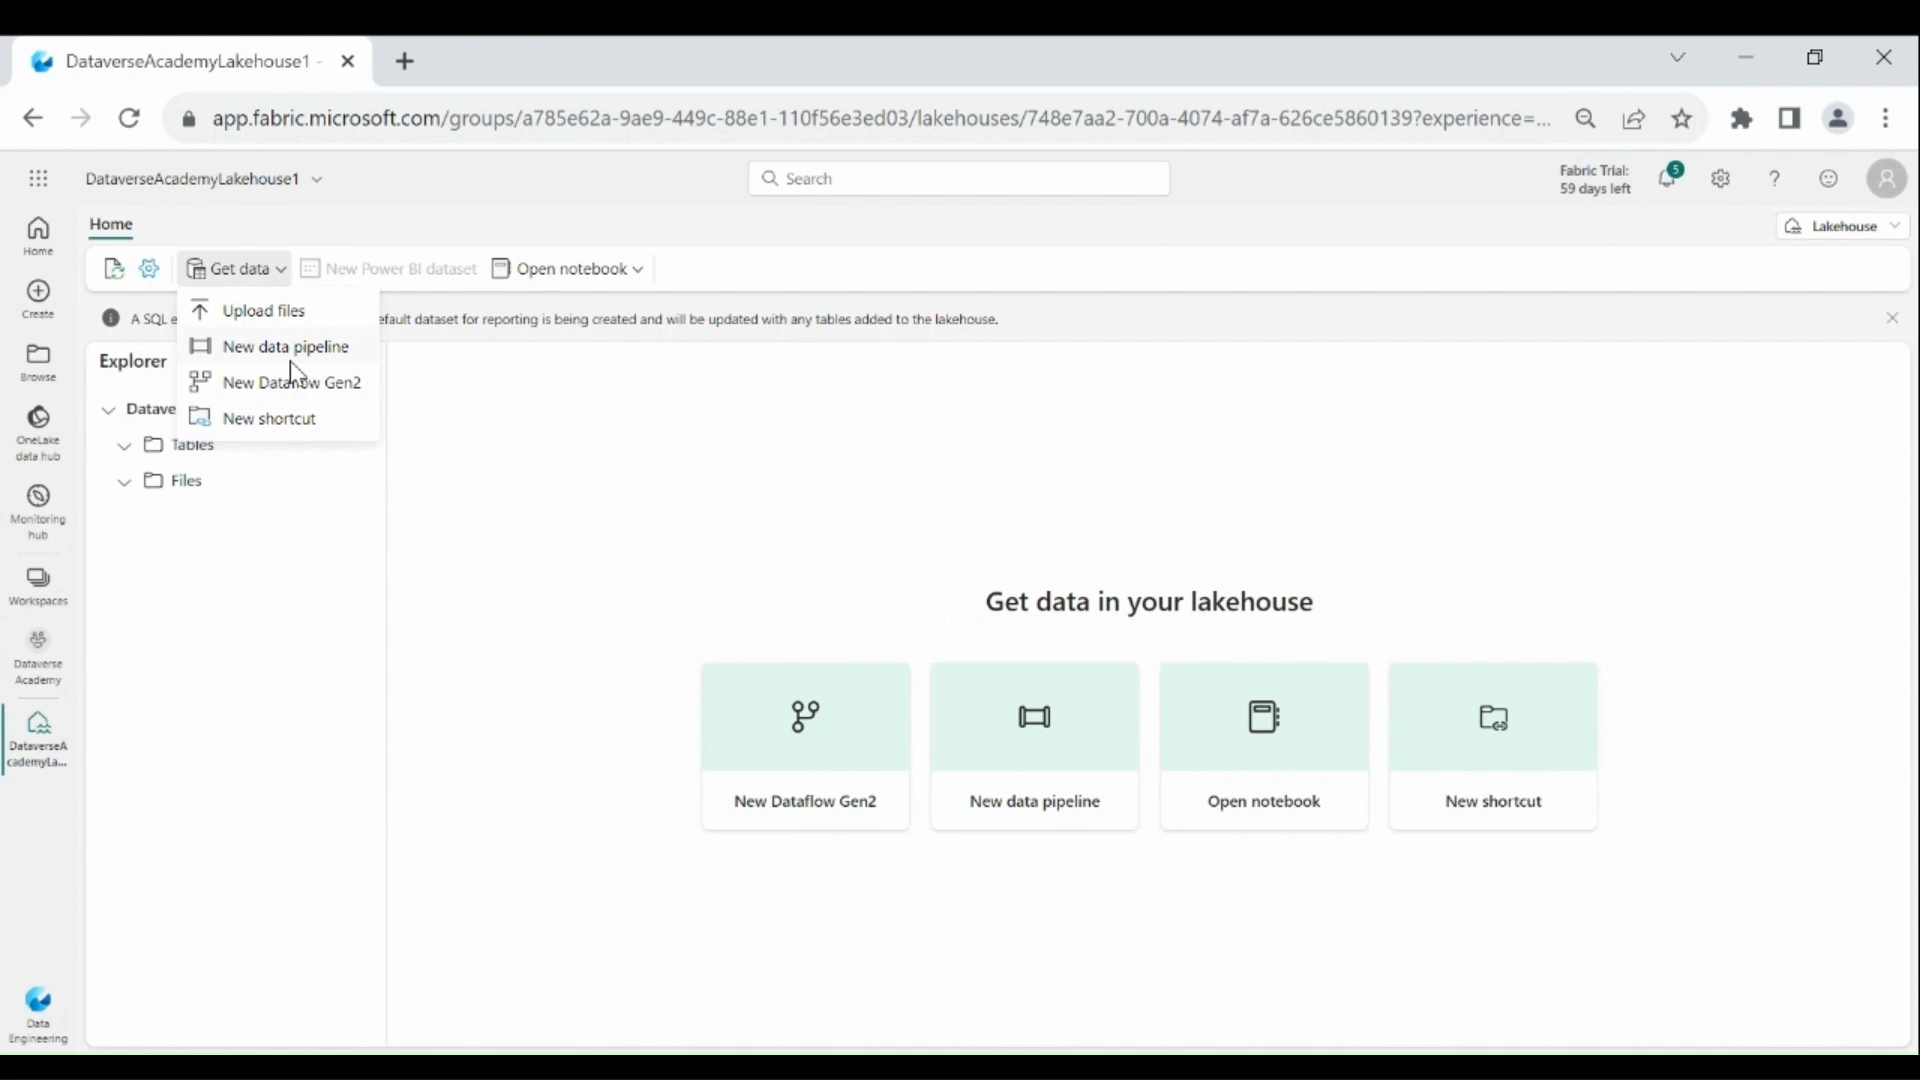 DataverseAcademyLakehouse1 -
app.fabric.microsoft.com/groups/a785e62a-9ae9-449c-88e1-110f56e3ed03/lakehouses/748e7aa2-700a-4074-af7a-626ce5860139?experience=...
DataverseAcademyLakehouse1
Search
Fabric Trial:
59 days left
5
?
Home
Lakehouse
Get data
New Power BI dataset
Open notebook
Upload files
New data pipeline
New Dataflow Gen2
New shortcut
A SQL e
efault dataset for reporting is being created and will be updated with any tables added to the lakehouse.
Explorer
Datave
Tables
Files
Home
Create
Browse
OneLake
data hub
Monitoring
hub
Workspaces
Dataverse
Academy
DataverseA
cademyLa...
Data
Engineering
Get data in your lakehouse
New Dataflow Gen2
New data pipeline
Open notebook
New shortcut